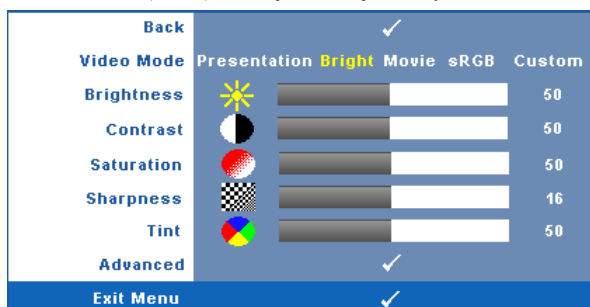 Back
Video Mode Presentation Bright Movie sRGB Custom
Brightness 50
Contrast 50
Saturation 50
Sharpness 16
Tint 50
Advanced
Exit Menu